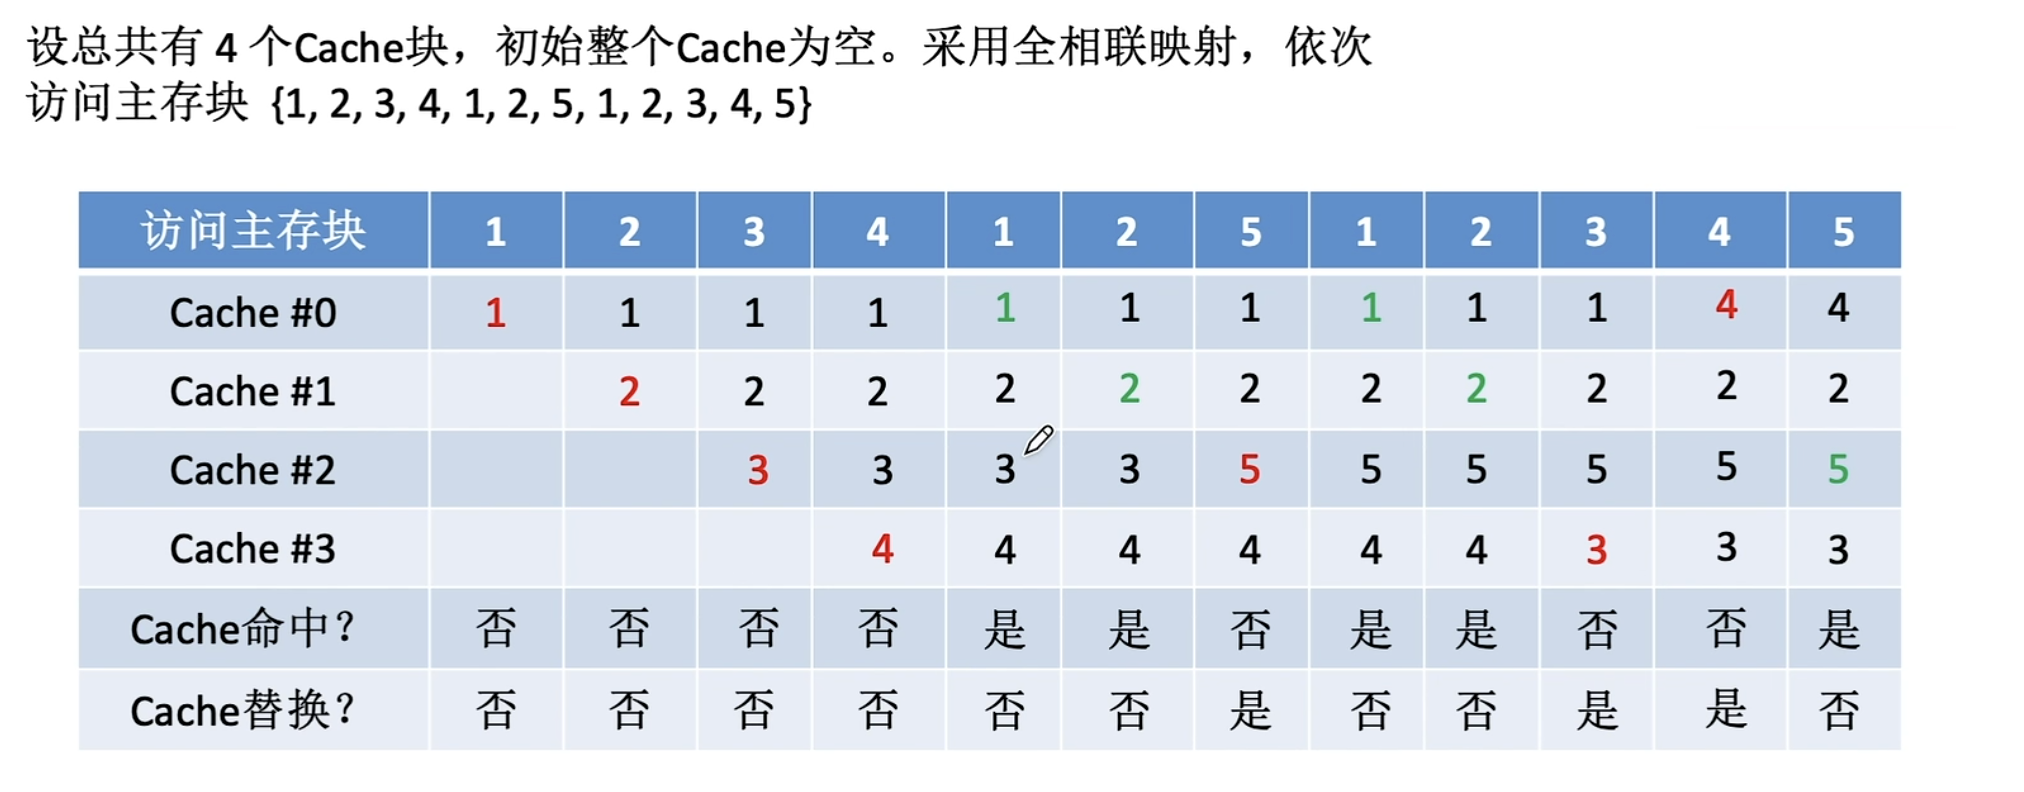 设总共有 4 个Cache块，初始整个Cache为空。采用全相联映射，依次
访问主存块 {1, 2, 3, 4, 1, 2, 5, 1, 2, 3, 4, 5}
访问主存块 1 2 3 4 1 2 5 1 2 3 4 5
Cache #0 1 1 1 1 1 1 1 1 1 1 4 4
Cache #1 2 2 2 2 2 2 2 2 2 2 2
Cache #2 3 3 3 3 5 5 5 5 5 5
Cache #3 4 4 4 4 4 4 3 3 3
Cache命中？ 否 否 否 否 是 是 否 是 是 否 否 是
Cache替换？ 否 否 否 否 否 否 是 否 否 是 是 否